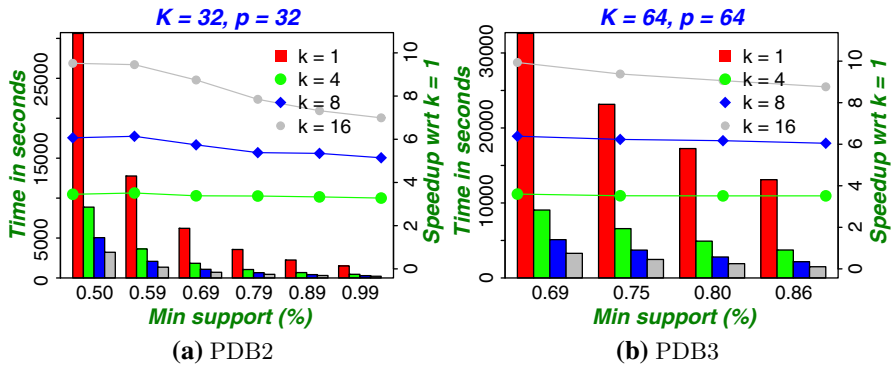 K = 32, p = 32
Time in seconds
0 5000 15000 25000
k = 1
k = 4
k = 8
k = 16
0 2 4 6 8 10
Speedup wrt k = 1
0.50 0.59 0.69 0.79 0.89 0.99
Min support (%)
(a) PDB2
K = 64, p = 64
Time in seconds
0 10000 20000 30000
k = 1
k = 4
k = 8
k = 16
0 2 4 6 8 10
Speedup wrt k = 1
0.69 0.75 0.80 0.86
Min support (%)
(b) PDB3